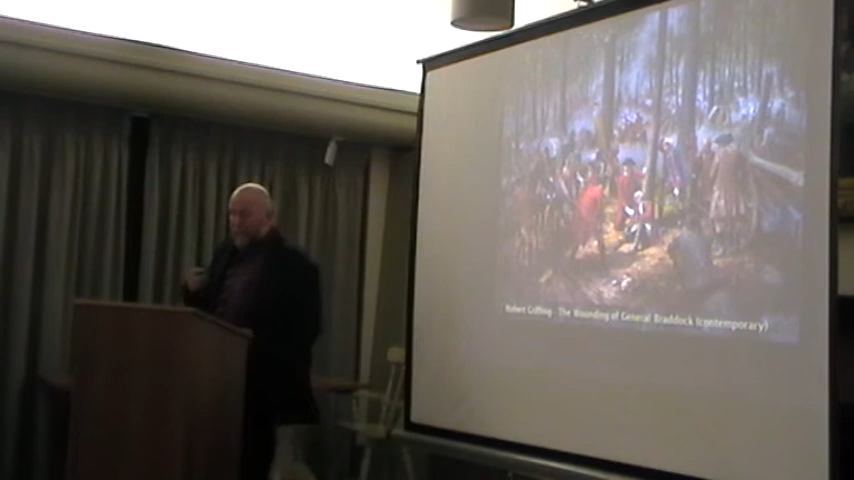 Robert Griffing - The Wounding of General Braddock (contemporary)